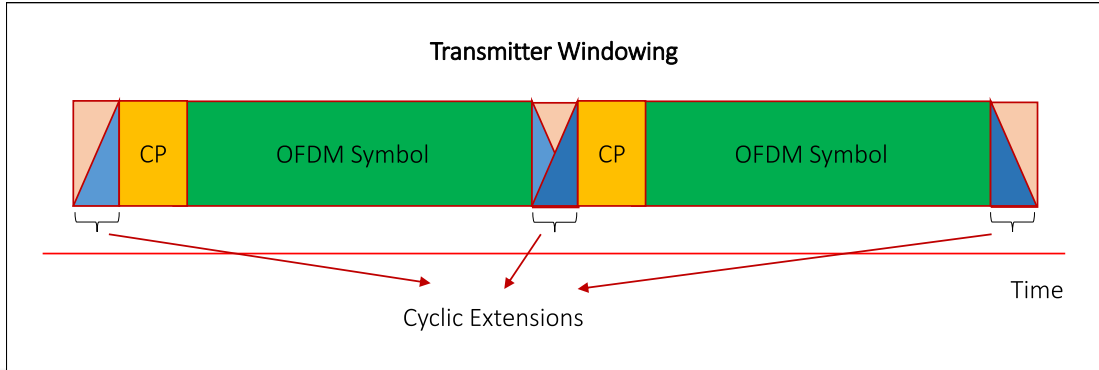 Transmitter Windowing
CP
OFDM Symbol
CP
OFDM Symbol
Time
Cyclic Extensions